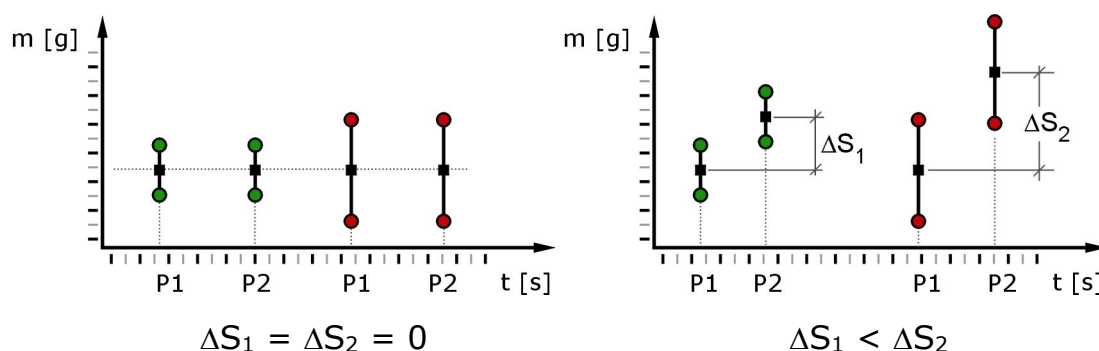 m [g]
P1 P2 P1 P2 t [s]
ΔS₁ = ΔS₂ = 0
m [g]
ΔS₁
ΔS₂
P1 P2 P1 P2 t [s]
ΔS₁ < ΔS₂